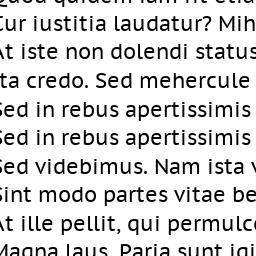 Quod quidem iam fit etia
Cur iustitia laudatur? Mih
At iste non dolendi status
Ita credo. Sed mehercule
Sed in rebus apertissimis
Sed in rebus apertissimis
Sed videbimus. Nam ista v
Sint modo partes vitae be
At ille pellit, qui permulce
Magna laus. Paria sunt igi